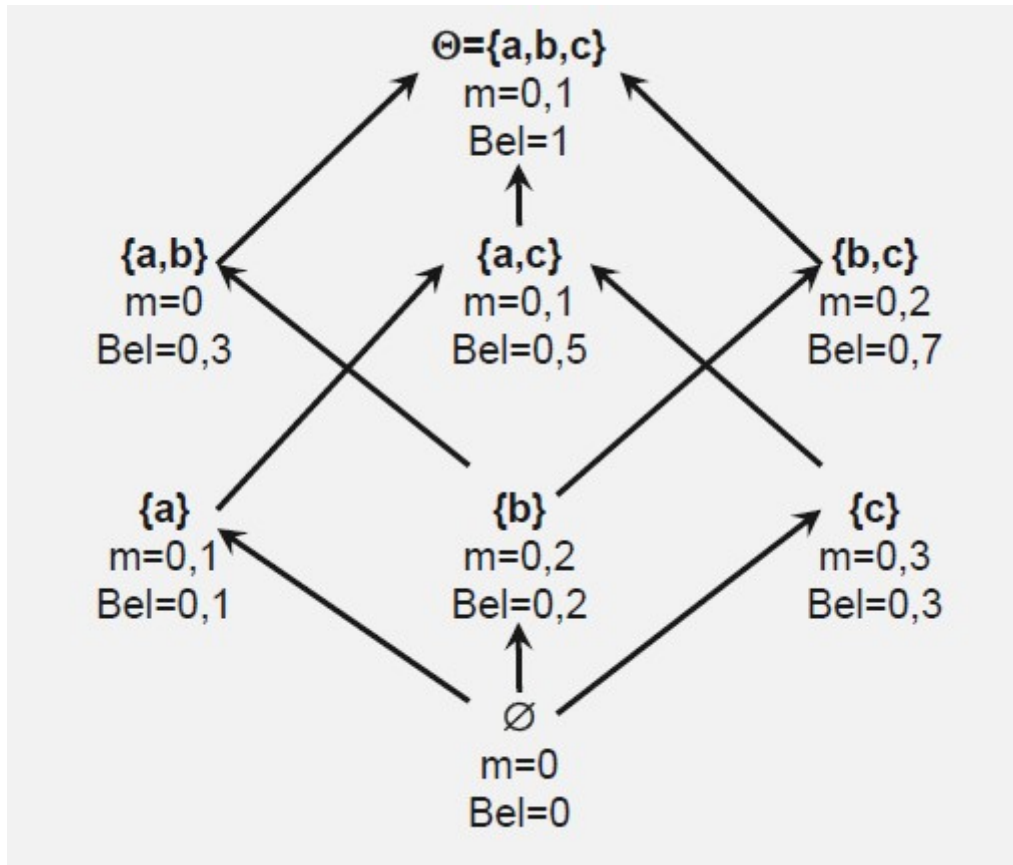 Θ={a,b,c}
m=0,1
Bel=1
{a,b}
m=0
Bel=0,3
{a,c}
m=0,1
Bel=0,5
{b,c}
m=0,2
Bel=0,7
{a}
m=0,1
Bel=0,1
{b}
m=0,2
Bel=0,2
{c}
m=0,3
Bel=0,3
∅
m=0
Bel=0